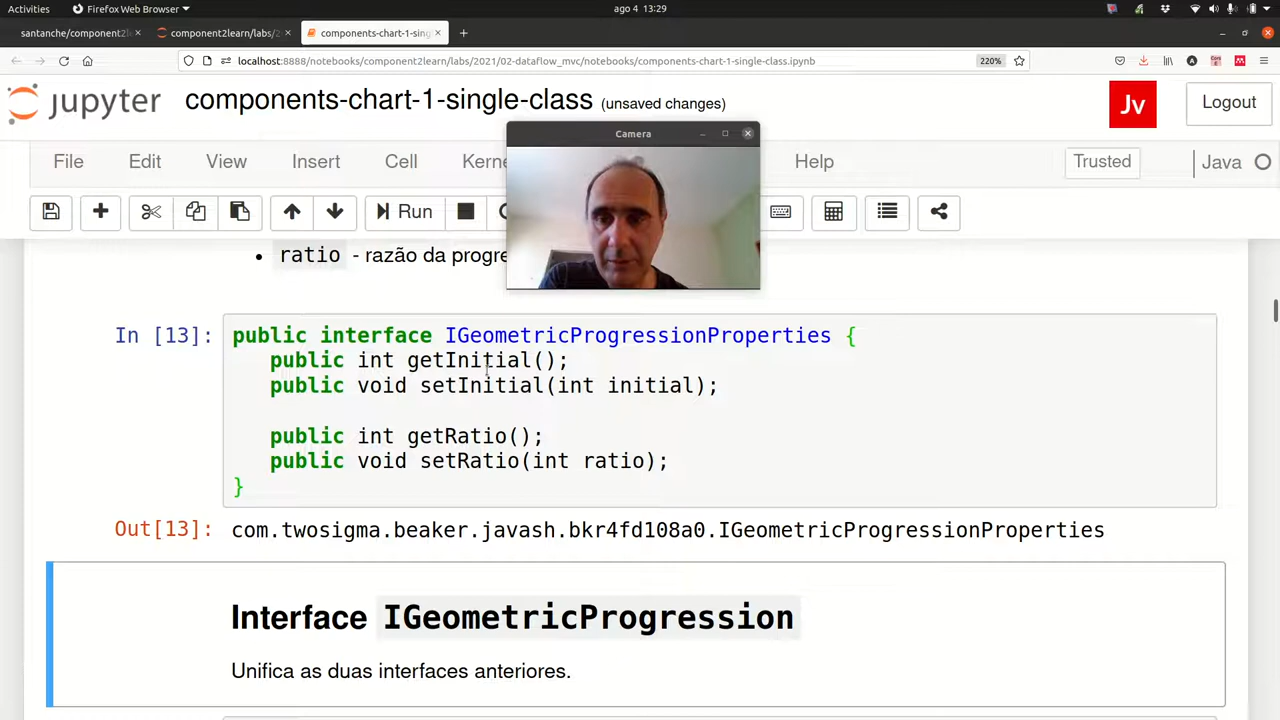 Activities Firefox Web Browser ago 4 13:29
santanche/component2l × component2learn/labs/2 × components-chart-1-sing ×
localhost:8888/notebooks/component2learn/labs/2021/02-dataflow_mvc/notebooks/components-chart-1-single-class.ipynb 220%
jupyter components-chart-1-single-class (unsaved changes) Jv Logout
Camera
File Edit View Insert Cell Kerne Help Trusted Java
Run
• ratio - razão da progre
In [13]: public interface IGeometricProgressionProperties {
public int getInitial();
public void setInitial(int initial);
public int getRatio();
public void setRatio(int ratio);
}
Out[13]: com.twosigma.beaker.javash.bkr4fd108a0.IGeometricProgressionProperties
Interface IGeometricProgression
Unifica as duas interfaces anteriores.